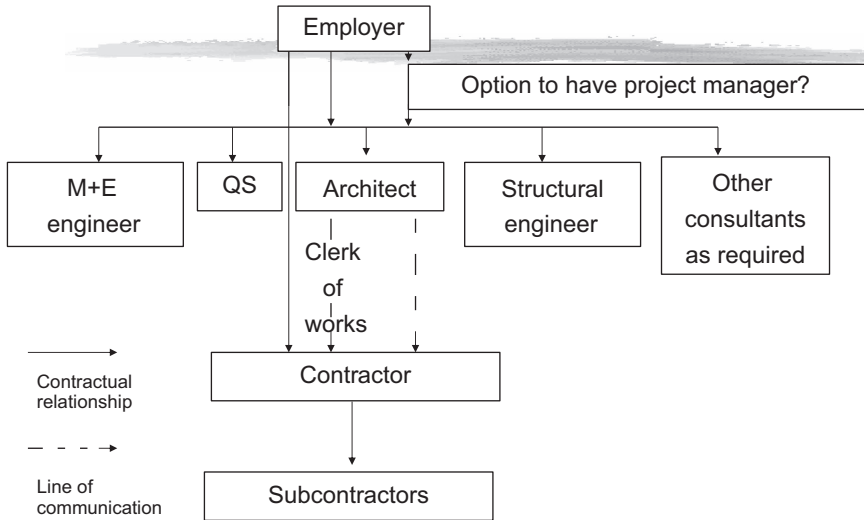 Employer
Option to have project manager?
M+E
engineer
QS
Architect
Structural
engineer
Other
consultants
as required
Clerk
of
works
Contractor
Contractual
relationship
Line of
communication
Subcontractors